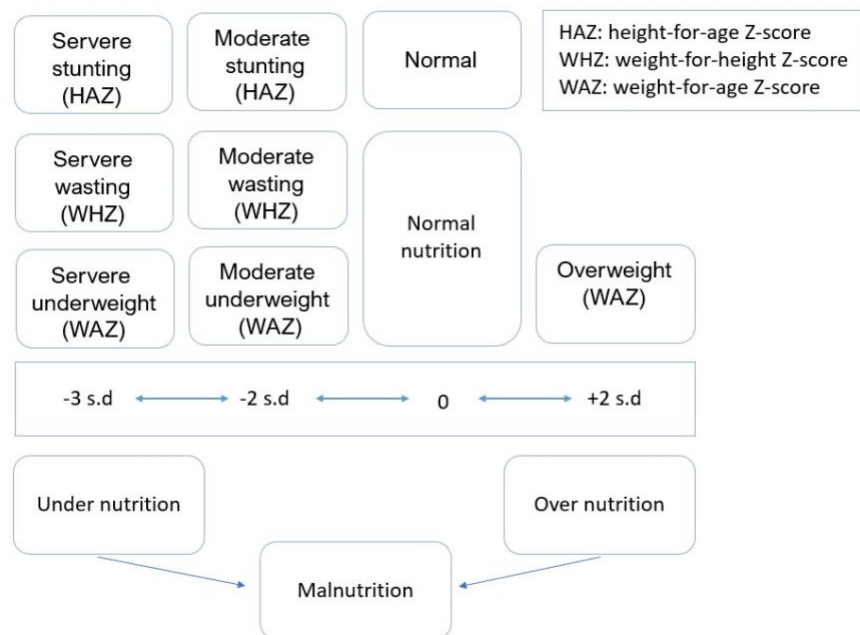 Servere
stunting
(HAZ)
Moderate
stunting
(HAZ)
Normal
HAZ: height-for-age Z-score
WHZ: weight-for-height Z-score
WAZ: weight-for-age Z-score
Servere
wasting
(WHZ)
Moderate
wasting
(WHZ)
Normal
nutrition
Servere
underweight
(WAZ)
Moderate
underweight
(WAZ)
Overweight
(WAZ)
-3 s.d
-2 s.d
0
+2 s.d
Under nutrition
Over nutrition
Malnutrition